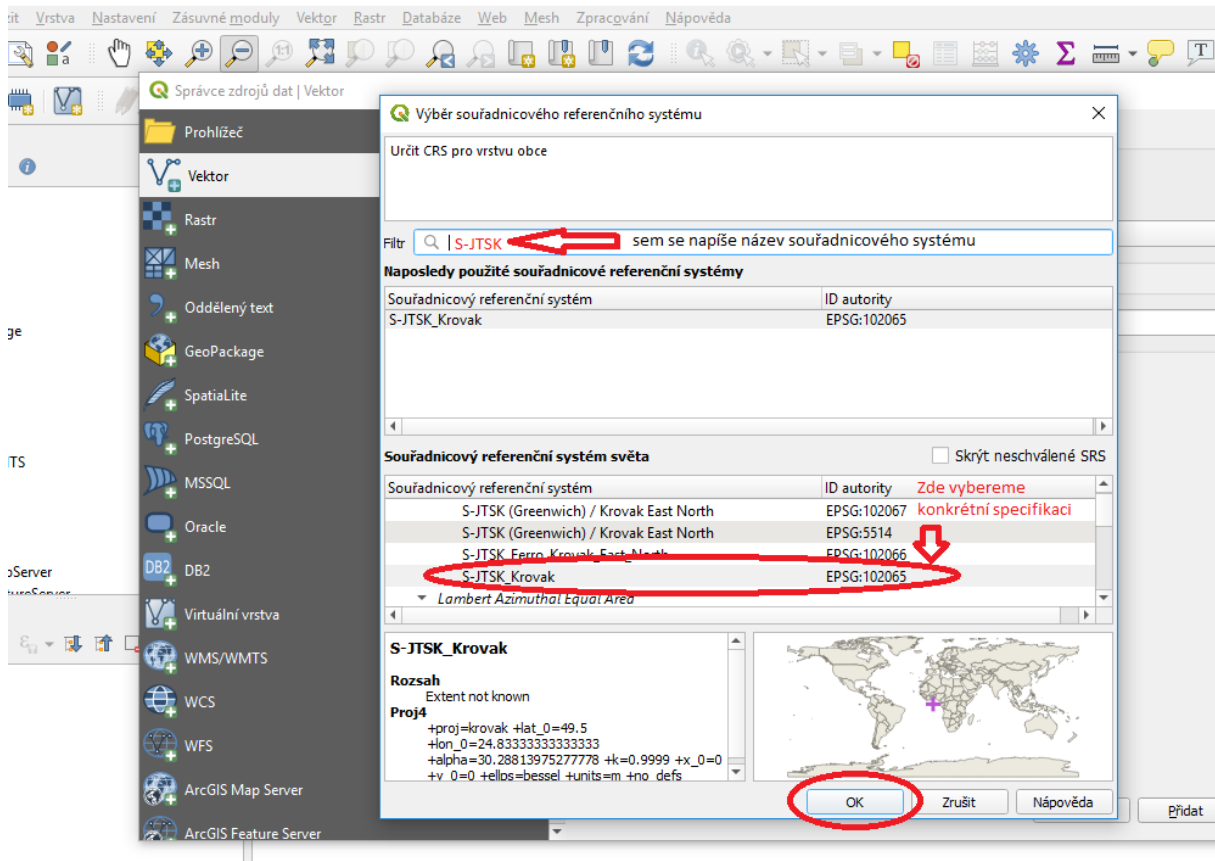 zit Vrstva Nastavení Zásuvné moduly Vektor Rastr Databáze Web Mesh Zpracování Nápověda
1:1
a
T
Správce zdrojů dat | Vektor
Prohlížeč
Vektor
Rastr
Mesh
Oddělený text
GeoPackage
SpatiaLite
PostgreSQL
MSSQL
Oracle
DB2 DB2
Virtuální vrstva
WMS/WMTS
WCS
WFS
ArcGIS Map Server
ArcGIS Feature Server
ge
TS
oServer
Výběr souřadnicového referenčního systému
Určit CRS pro vrstvu obce
Filtr S-JTSK sem se napíše název souřadnicového systému
Naposledy použité souřadnicové referenční systémy
Souřadnicový referenční systém ID autority
S-JTSK_Krovak EPSG:102065
Souřadnicový referenční systém světa Skrýt neschválené SRS
Souřadnicový referenční systém ID autority Zde vybereme
S-JTSK (Greenwich) / Krovak East North EPSG:102067 konkrétní specifikaci
S-JTSK (Greenwich) / Krovak East North EPSG:5514
S-JTSK_Ferro_Krovak_East_North EPSG:102066
S-JTSK_Krovak EPSG:102065
Lambert Azimuthal Equal Area
S-JTSK_Krovak
Rozsah
Extent not known
Proj4
+proj=krovak +lat_0=49.5
+lon_0=24.83333333333333
+alpha=30.28813975277778 +k=0.9999 +x_0=0
+y_0=0 +ellps=bessel +units=m +no_defs
OK Zrušit Nápověda
Přidat